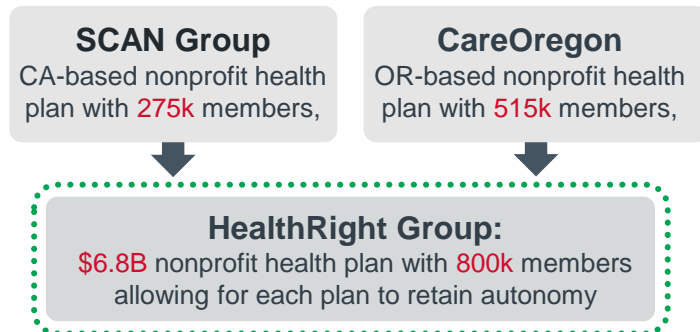 SCAN Group
CA-based nonprofit health
plan with 275k members,
CareOregon
OR-based nonprofit health
plan with 515k members,
HealthRight Group:
$6.8B nonprofit health plan with 800k members
allowing for each plan to retain autonomy